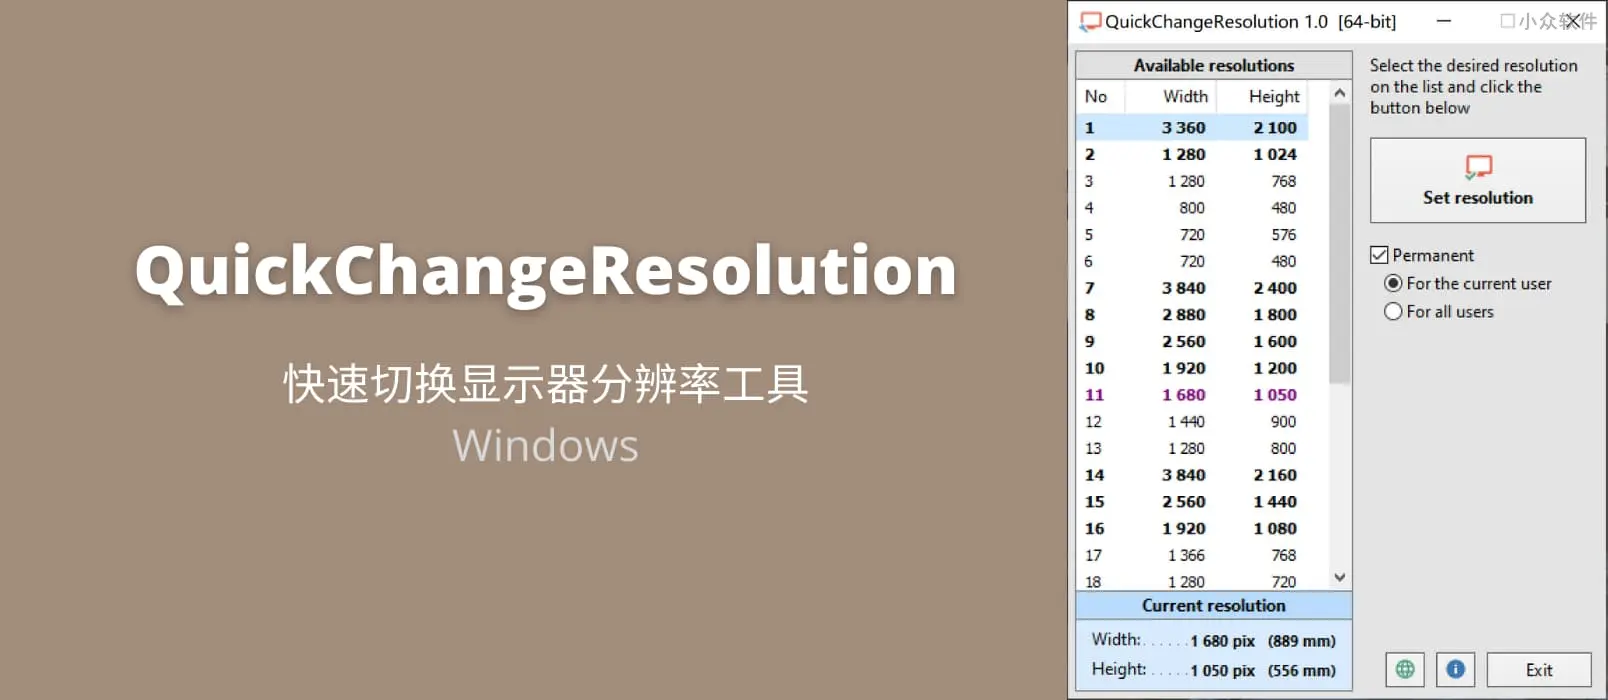 QuickChangeResolution
快速切换显示器分辨率工具
Windows
QuickChangeResolution 1.0 [64-bit]
小众软件
Available resolutions
No Width Height
1 3 360 2 100
2 1 280 1 024
3 1 280 768
4 800 480
5 720 576
6 720 480
7 3 840 2 400
8 2 880 1 800
9 2 560 1 600
10 1 920 1 200
11 1 680 1 050
12 1 440 900
13 1 280 800
14 3 840 2 160
15 2 560 1 440
16 1 920 1 080
17 1 366 768
18 1 280 720
Current resolution
Width:...... 1 680 pix (889 mm)
Height:..... 1 050 pix (556 mm)
Select the desired resolution
on the list and click the
button below
Set resolution
Permanent
For the current user
For all users
Exit